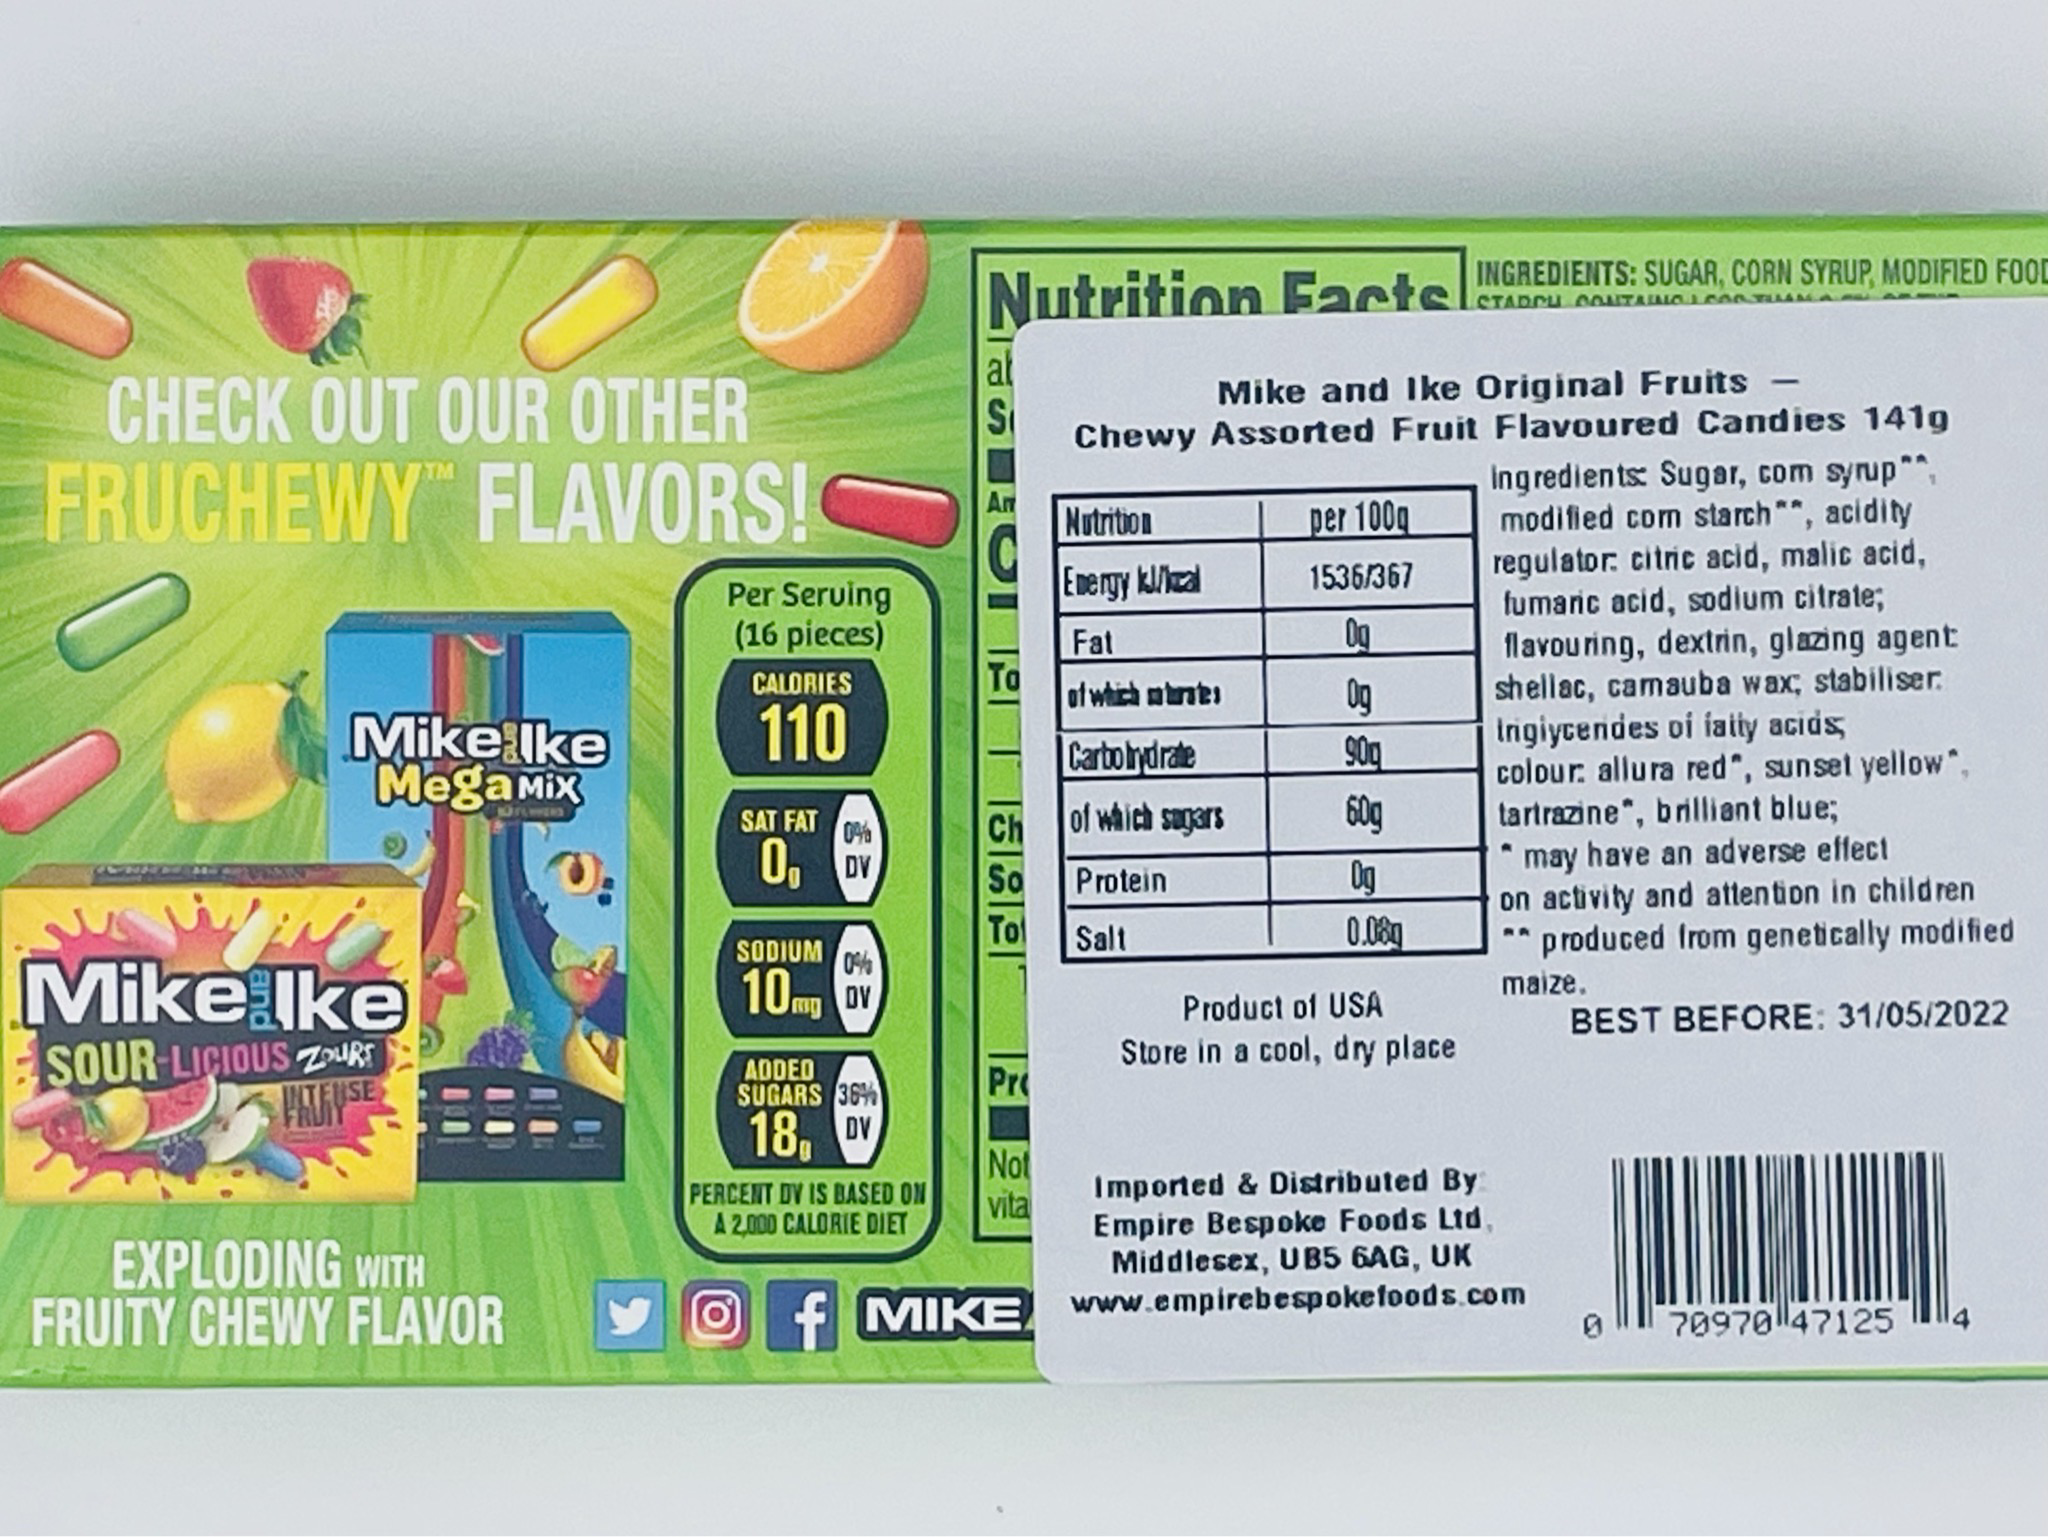 CHECK OUT OUR OTHER
FRUCHEWY™ FLAVORS!
Mike and Ike
Mega MiX
Mike and Ike
SOUR-LICIOUS ZOURS
INTENSE
FRUIT
EXPLODING WITH
FRUITY CHEWY FLAVOR
Per Serving
(16 pieces)
CALORIES
110
SAT FAT
0g
0%
DV
SODIUM
10mg
0%
DV
ADDED
SUGARS
18g
36%
DV
PERCENT DV IS BASED ON
A 2,000 CALORIE DIET
MIKE
Nutrition Facts
INGREDIENTS: SUGAR, CORN SYRUP, MODIFIED FOOD
Mike and Ike Original Fruits –
Chewy Assorted Fruit Flavoured Candies 141g
Nutrition per 100g
Energy kJ/kcal 1536/367
Fat 0g
of which saturates 0g
Carbohydrate 90g
of which sugars 60g
Protein 0g
Salt 0.08g
Ingredients: Sugar, corn syrup**,
modified corn starch**, acidity
regulator: citric acid, malic acid,
fumaric acid, sodium citrate;
flavouring, dextrin, glazing agent:
shellac, carnauba wax; stabiliser:
triglycerides of fatty acids;
colour: allura red*, sunset yellow*,
tartrazine*, brilliant blue;
* may have an adverse effect
on activity and attention in children
** produced from genetically modified
maize.
BEST BEFORE: 31/05/2022
Product of USA
Store in a cool, dry place
Imported & Distributed By:
Empire Bespoke Foods Ltd,
Middlesex, UB5 6AG, UK
www.empirebespokefoods.com
0 70970 47125 4